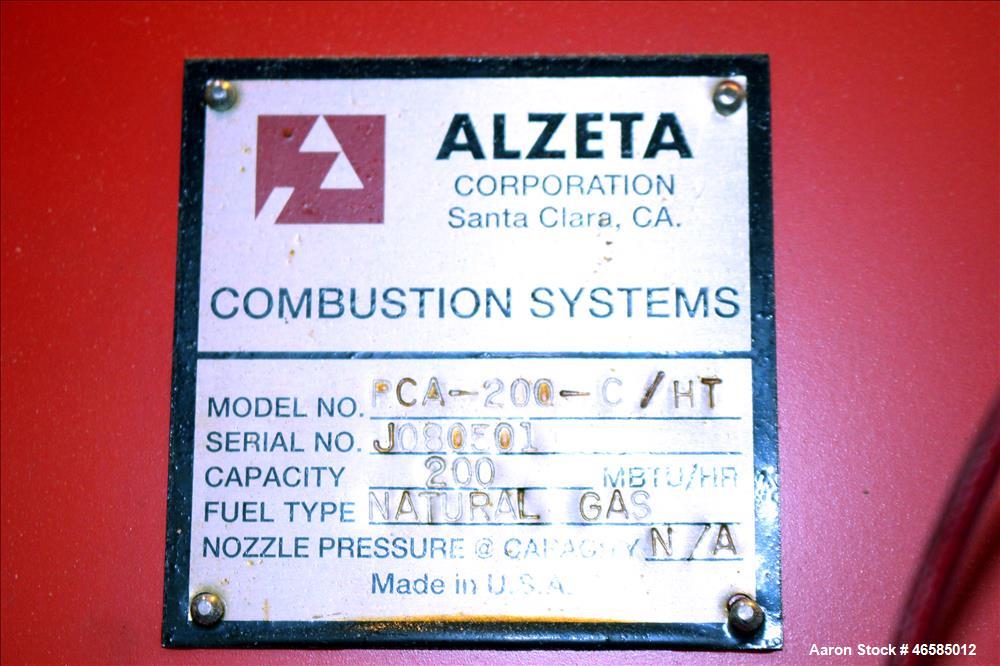 ALZETA
CORPORATION
Santa Clara, CA.
COMBUSTION SYSTEMS
MODEL NO. PCA-200-C/HT
SERIAL NO.
CAPACITY 200 MBTU/HR
FUEL TYPE NATURAL GAS
NOZZLE PRESSURE @ CAPACITY N/A
Made in U.S.A.
Aaron Stock # 46585012